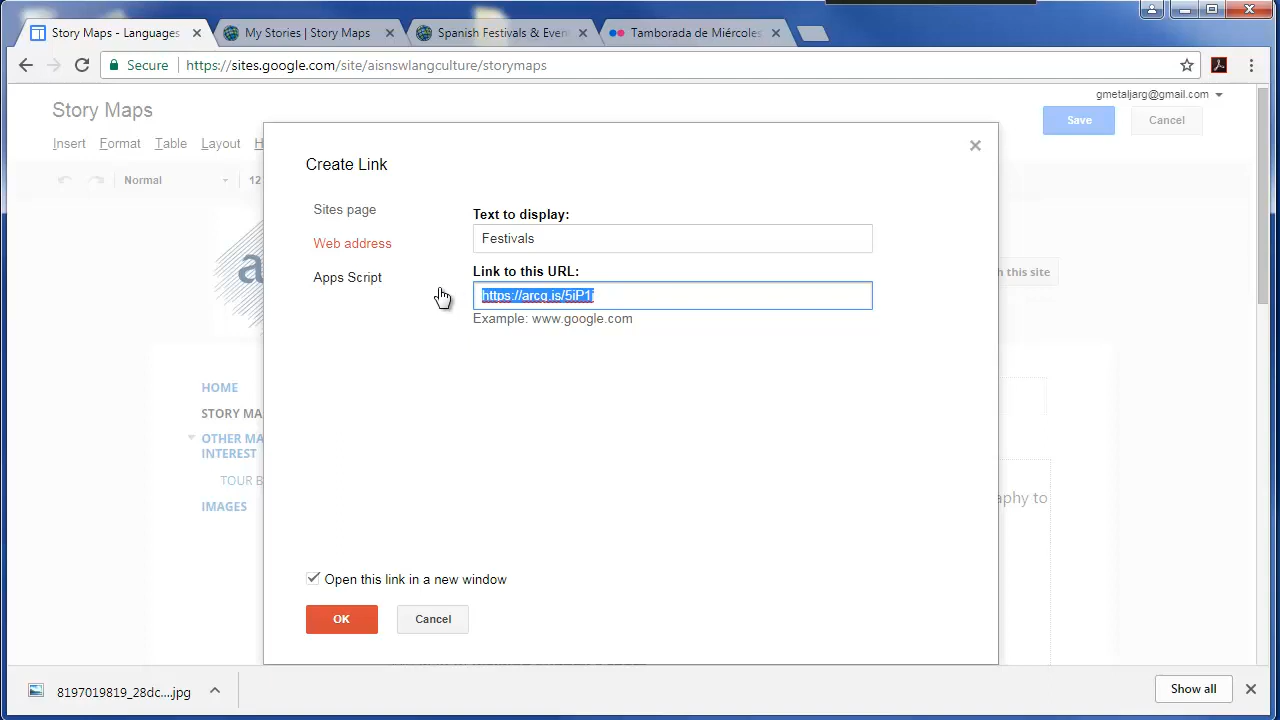 Story Maps - Languages
My Stories | Story Maps
Spanish Festivals & Even
Tamborada de Miércoles
Secure
https://sites.google.com/site/aisnswlangculture/storymaps
gmetaljarg@gmail.com
Story Maps
Save
Cancel
Insert
Format
Table
Layout
H
Normal
12
Create Link
Sites page
Web address
Apps Script
Text to display:
Festivals
Link to this URL:
Example: www.google.com
h this site
a
HOME
STORY MA
OTHER MA
INTEREST
TOUR B
IMAGES
aphy to
Open this link in a new window
OK
Cancel
8197019819_28dc....jpg
Show all